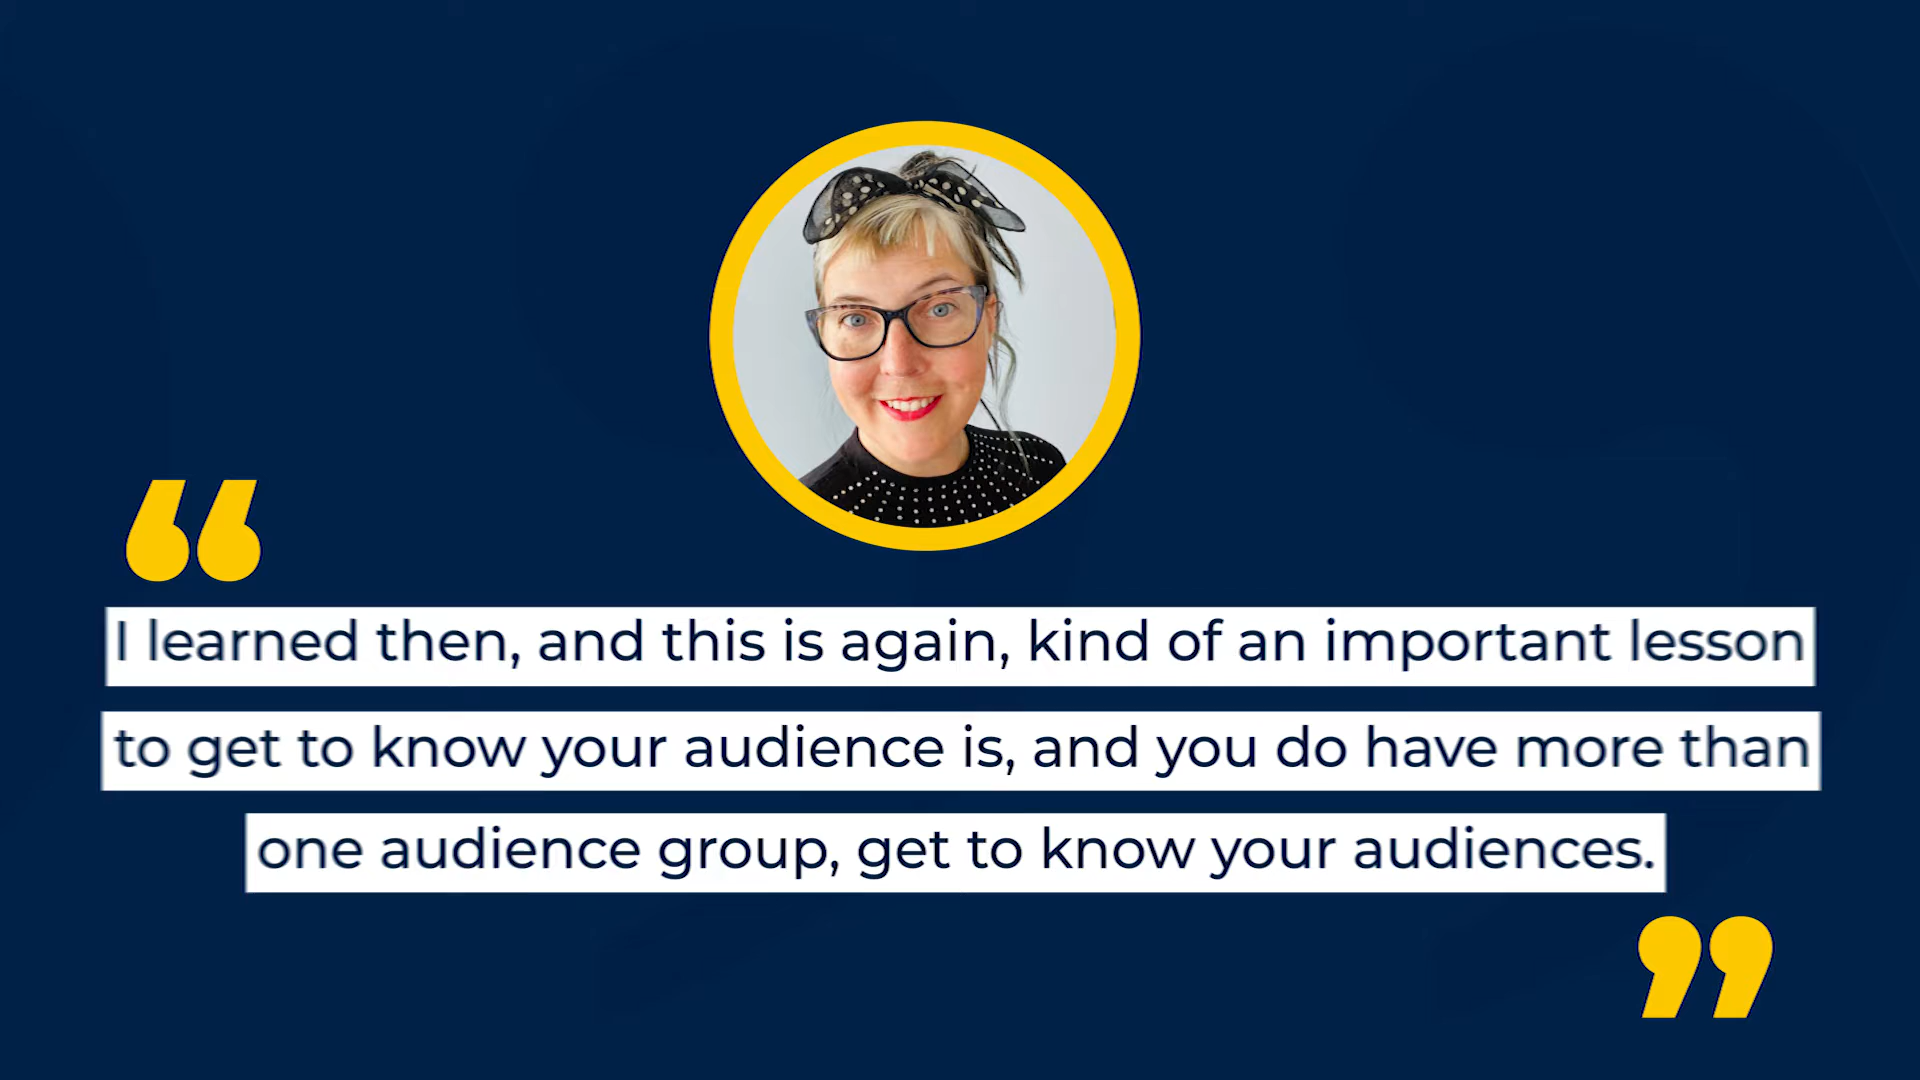 “
I learned then, and this is again, kind of an important lesson
to get to know your audience is, and you do have more than
one audience group, get to know your audiences.
”